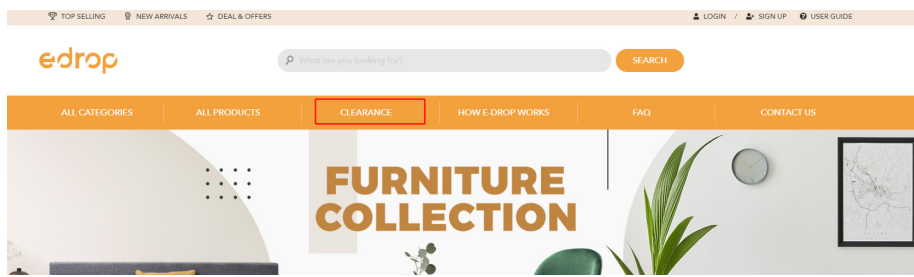 TOP SELLING NEW ARRIVALS DEAL & OFFERS LOGIN / SIGN UP USER GUIDE
edrop What are you looking for? SEARCH
ALL CATEGORIES ALL PRODUCTS CLEARANCE HOW E-DROP WORKS FAQ CONTACT US
FURNITURE
COLLECTION